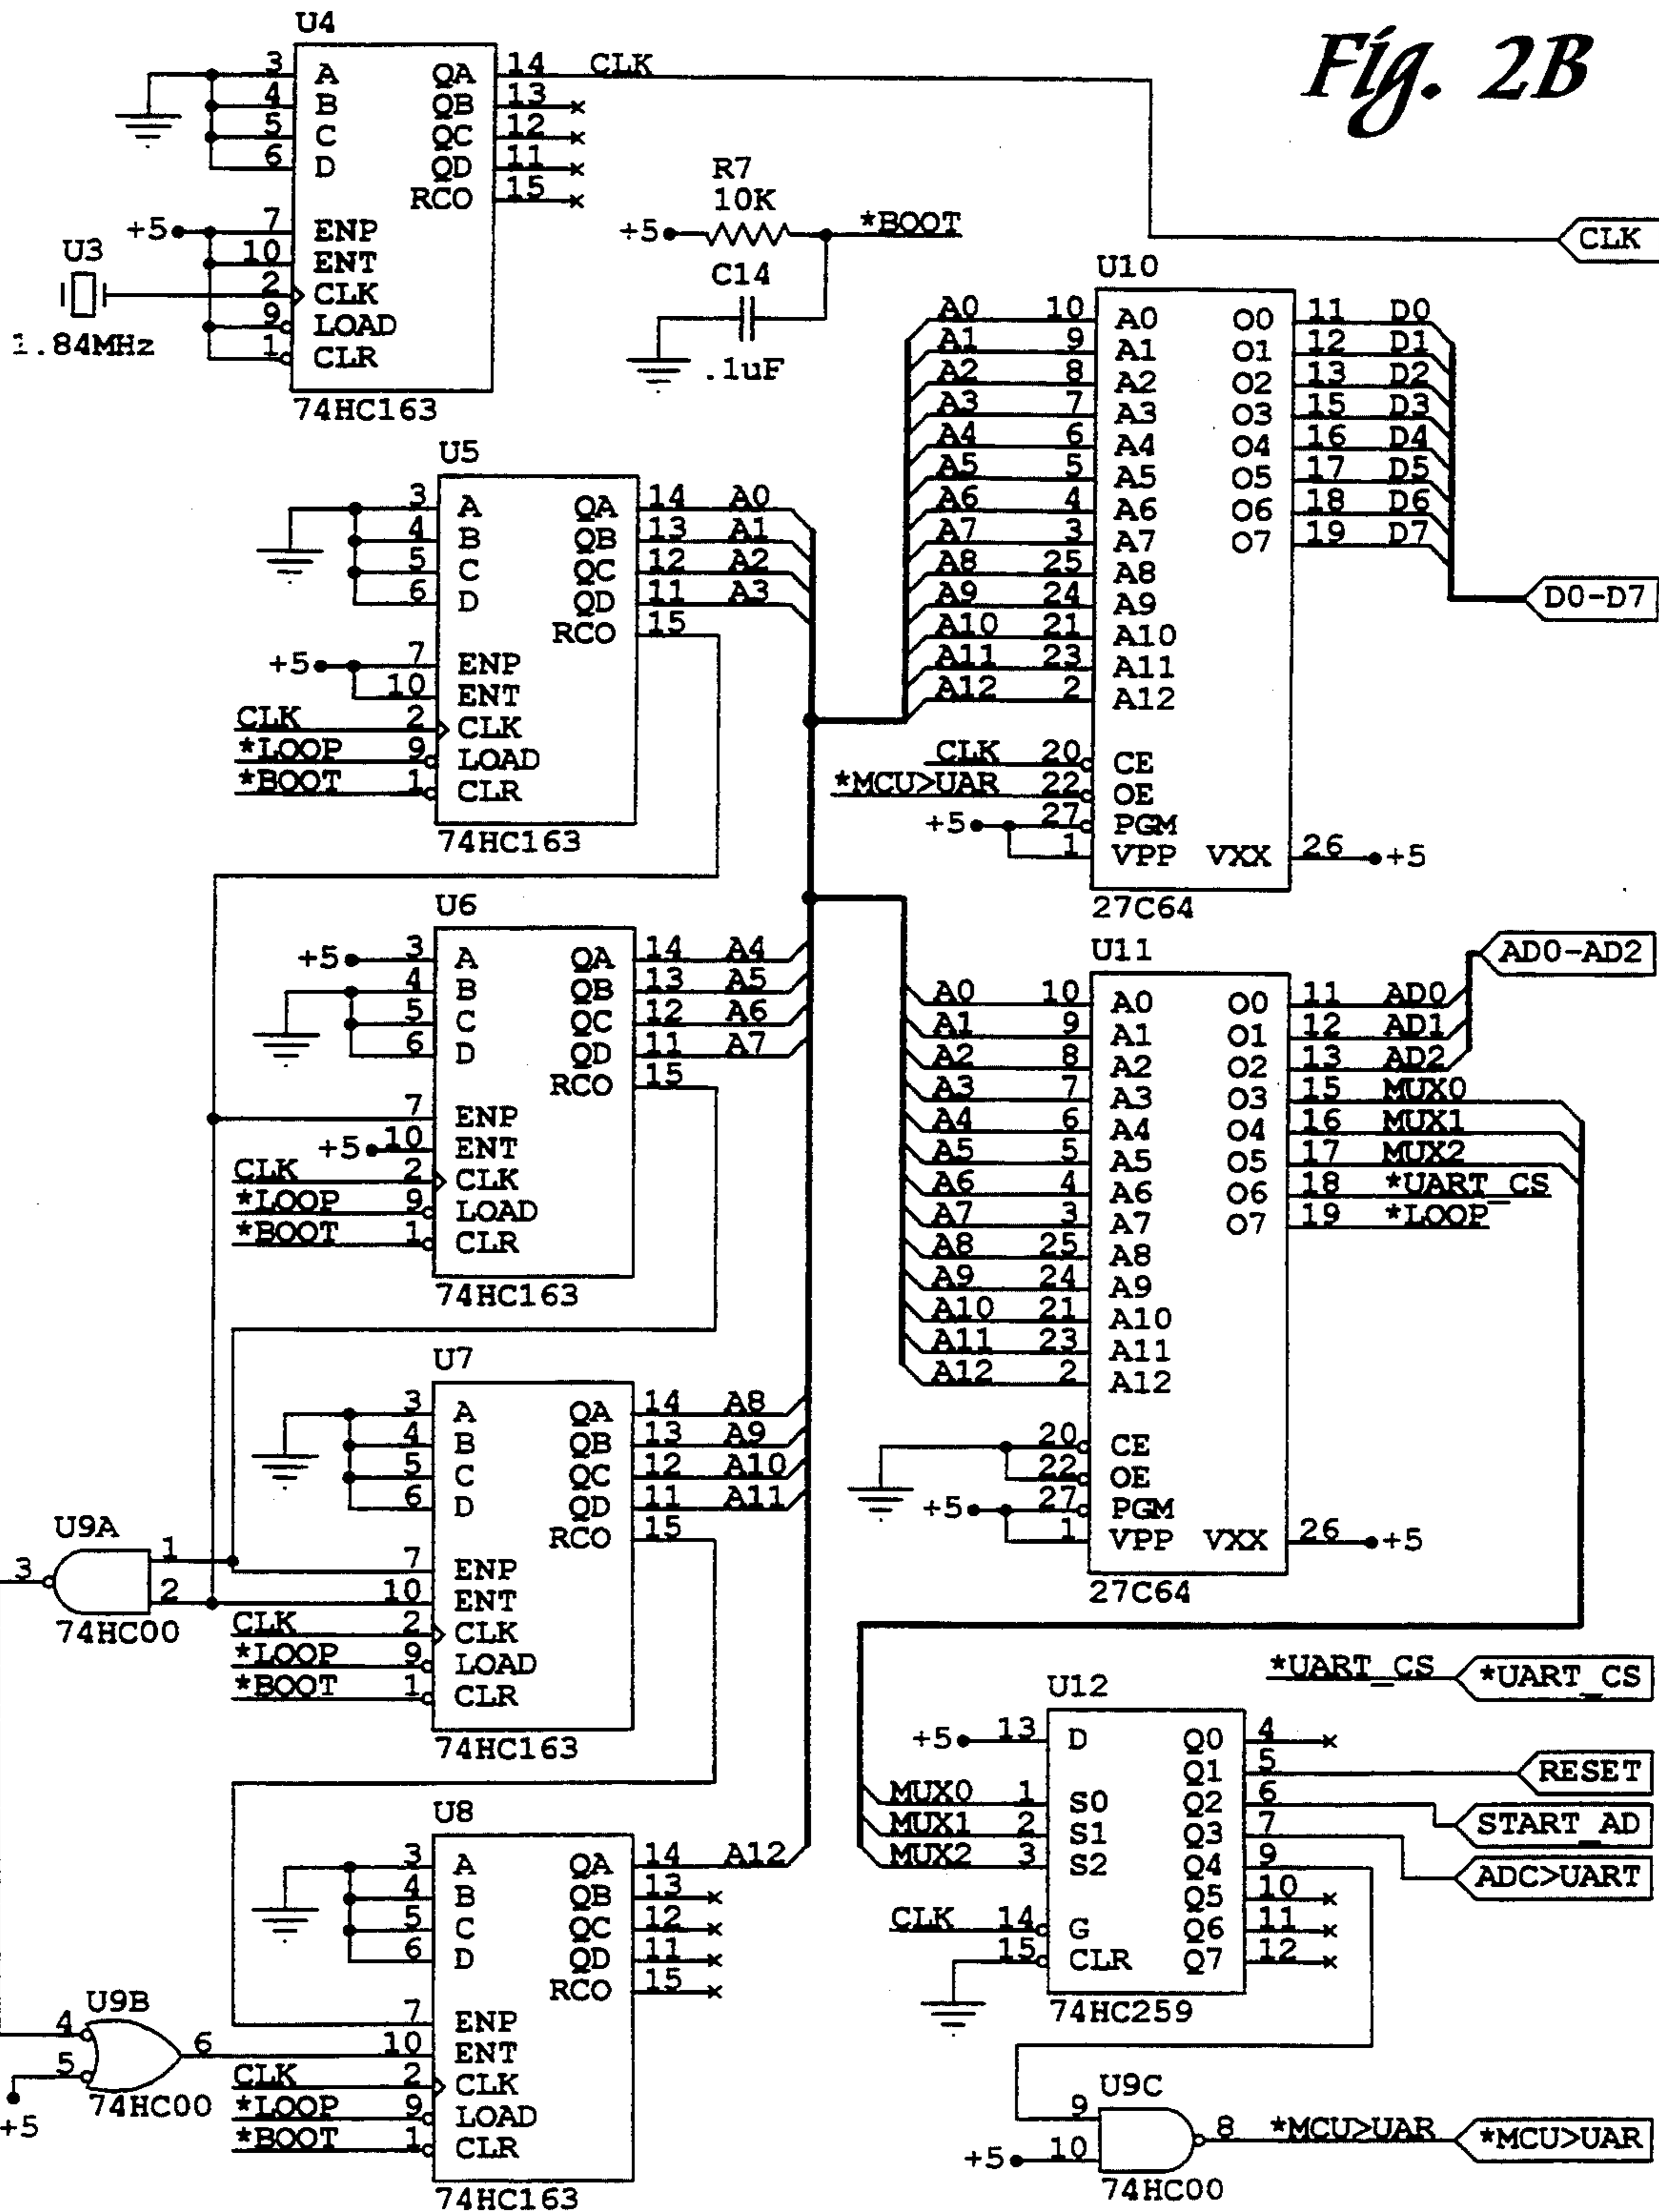 Fig. 2B
U4
3 A QA 14 CLK
4 B QB 13 x
5 C QC 12 x
6 D QD 11 x
RCO 15 x
+5 7 ENP
10 ENT
U3
2 CLK
9 LOAD
1 CLR
1.84MHz
74HC163
R7
10K
+5 *BOOT
C14
.1uF
CLK
U5
3 A QA 14 A0
4 B QB 13 A1
5 C QC 12 A2
6 D QD 11 A3
RCO 15
+5 7 ENP
10 ENT
CLK 2 CLK
*LOOP 9 LOAD
*BOOT 1 CLR
74HC163
U10
A0 10 A0 O0 11 D0
A1 9 A1 O1 12 D1
A2 8 A2 O2 13 D2
A3 7 A3 O3 15 D3
A4 6 A4 O4 16 D4
A5 5 A5 O5 17 D5
A6 4 A6 O6 18 D6
A7 3 A7 O7 19 D7
A8 25 A8
A9 24 A9
A10 21 A10
A11 23 A11
A12 2 A12
D0-D7
CLK 20 CE
*MCU>UAR 22 OE
+5 27 PGM
1 VPP VXX 26 +5
27C64
U6
+5 3 A QA 14 A4
4 B QB 13 A5
5 C QC 12 A6
6 D QD 11 A7
RCO 15
7 ENP
+5 10 ENT
CLK 2 CLK
*LOOP 9 LOAD
*BOOT 1 CLR
74HC163
U11
AD0-AD2
A0 10 A0 O0 11 AD0
A1 9 A1 O1 12 AD1
A2 8 A2 O2 13 AD2
A3 7 A3 O3 15 MUX0
A4 6 A4 O4 16 MUX1
A5 5 A5 O5 17 MUX2
A6 4 A6 O6 18 *UART_CS
A7 3 A7 O7 19 *LOOP
A8 25 A8
A9 24 A9
A10 21 A10
A11 23 A11
A12 2 A12
20 CE
22 OE
+5 27 PGM
1 VPP VXX 26 +5
27C64
U7
3 A QA 14 A8
4 B QB 13 A9
5 C QC 12 A10
6 D QD 11 A11
RCO 15
7 ENP
10 ENT
CLK 2 CLK
*LOOP 9 LOAD
*BOOT 1 CLR
74HC163
U9A
3 1
2
74HC00
*UART_CS *UART_CS
U12
+5 13 D Q0 4 x
Q1 5 RESET
MUX0 1 S0 Q2 6 START_AD
MUX1 2 S1 Q3 7 ADC>UART
MUX2 3 S2 Q4 9
Q5 10 x
CLK 14 G Q6 11 x
15 CLR Q7 12 x
74HC259
U8
3 A QA 14 A12
4 B QB 13 x
5 C QC 12 x
6 D QD 11 x
RCO 15 x
7 ENP
10 ENT
CLK 2 CLK
*LOOP 9 LOAD
*BOOT 1 CLR
74HC163
U9B
4 6
5
+5
74HC00
U9C
9 8 *MCU>UAR *MCU>UAR
+5 10
74HC00